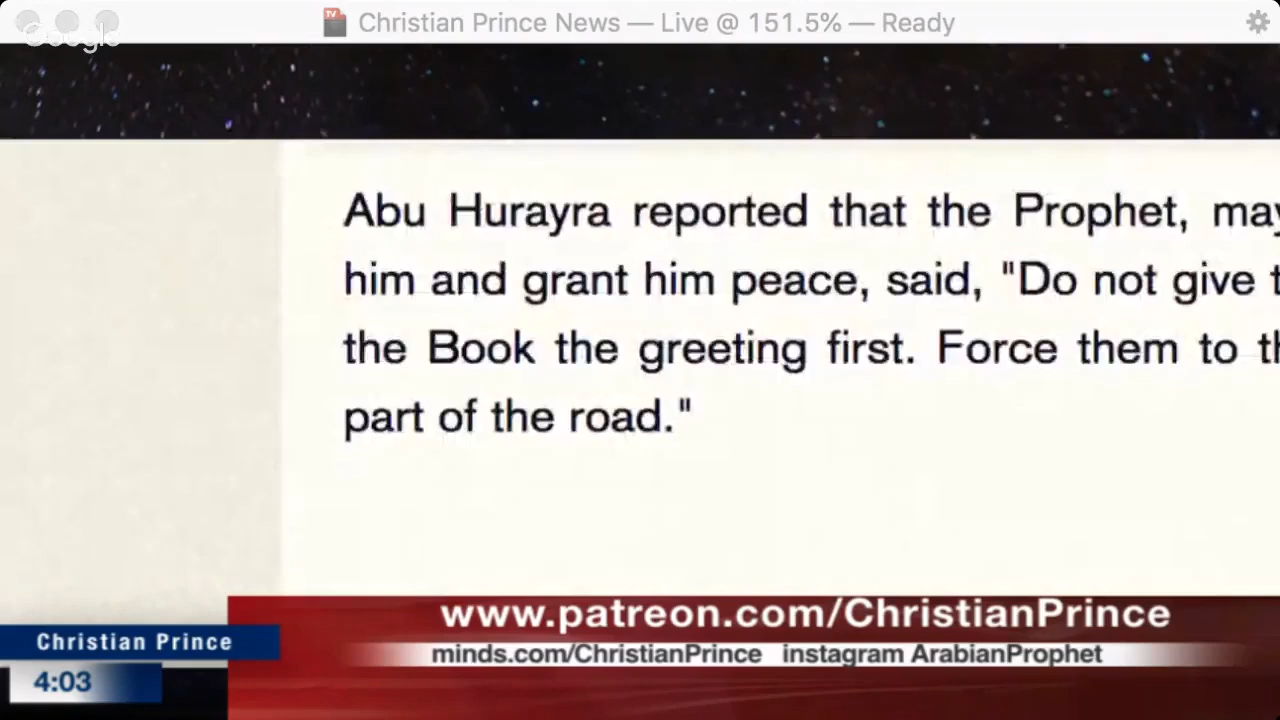 Christian Prince News — Live @ 151.5% — Ready
Google
Abu Hurayra reported that the Prophet, may
him and grant him peace, said, "Do not give
the Book the greeting first. Force them to
part of the road."
www.patreon.com/ChristianPrince
Christian Prince
minds.com/ChristianPrince instagram ArabianProphet
4:03